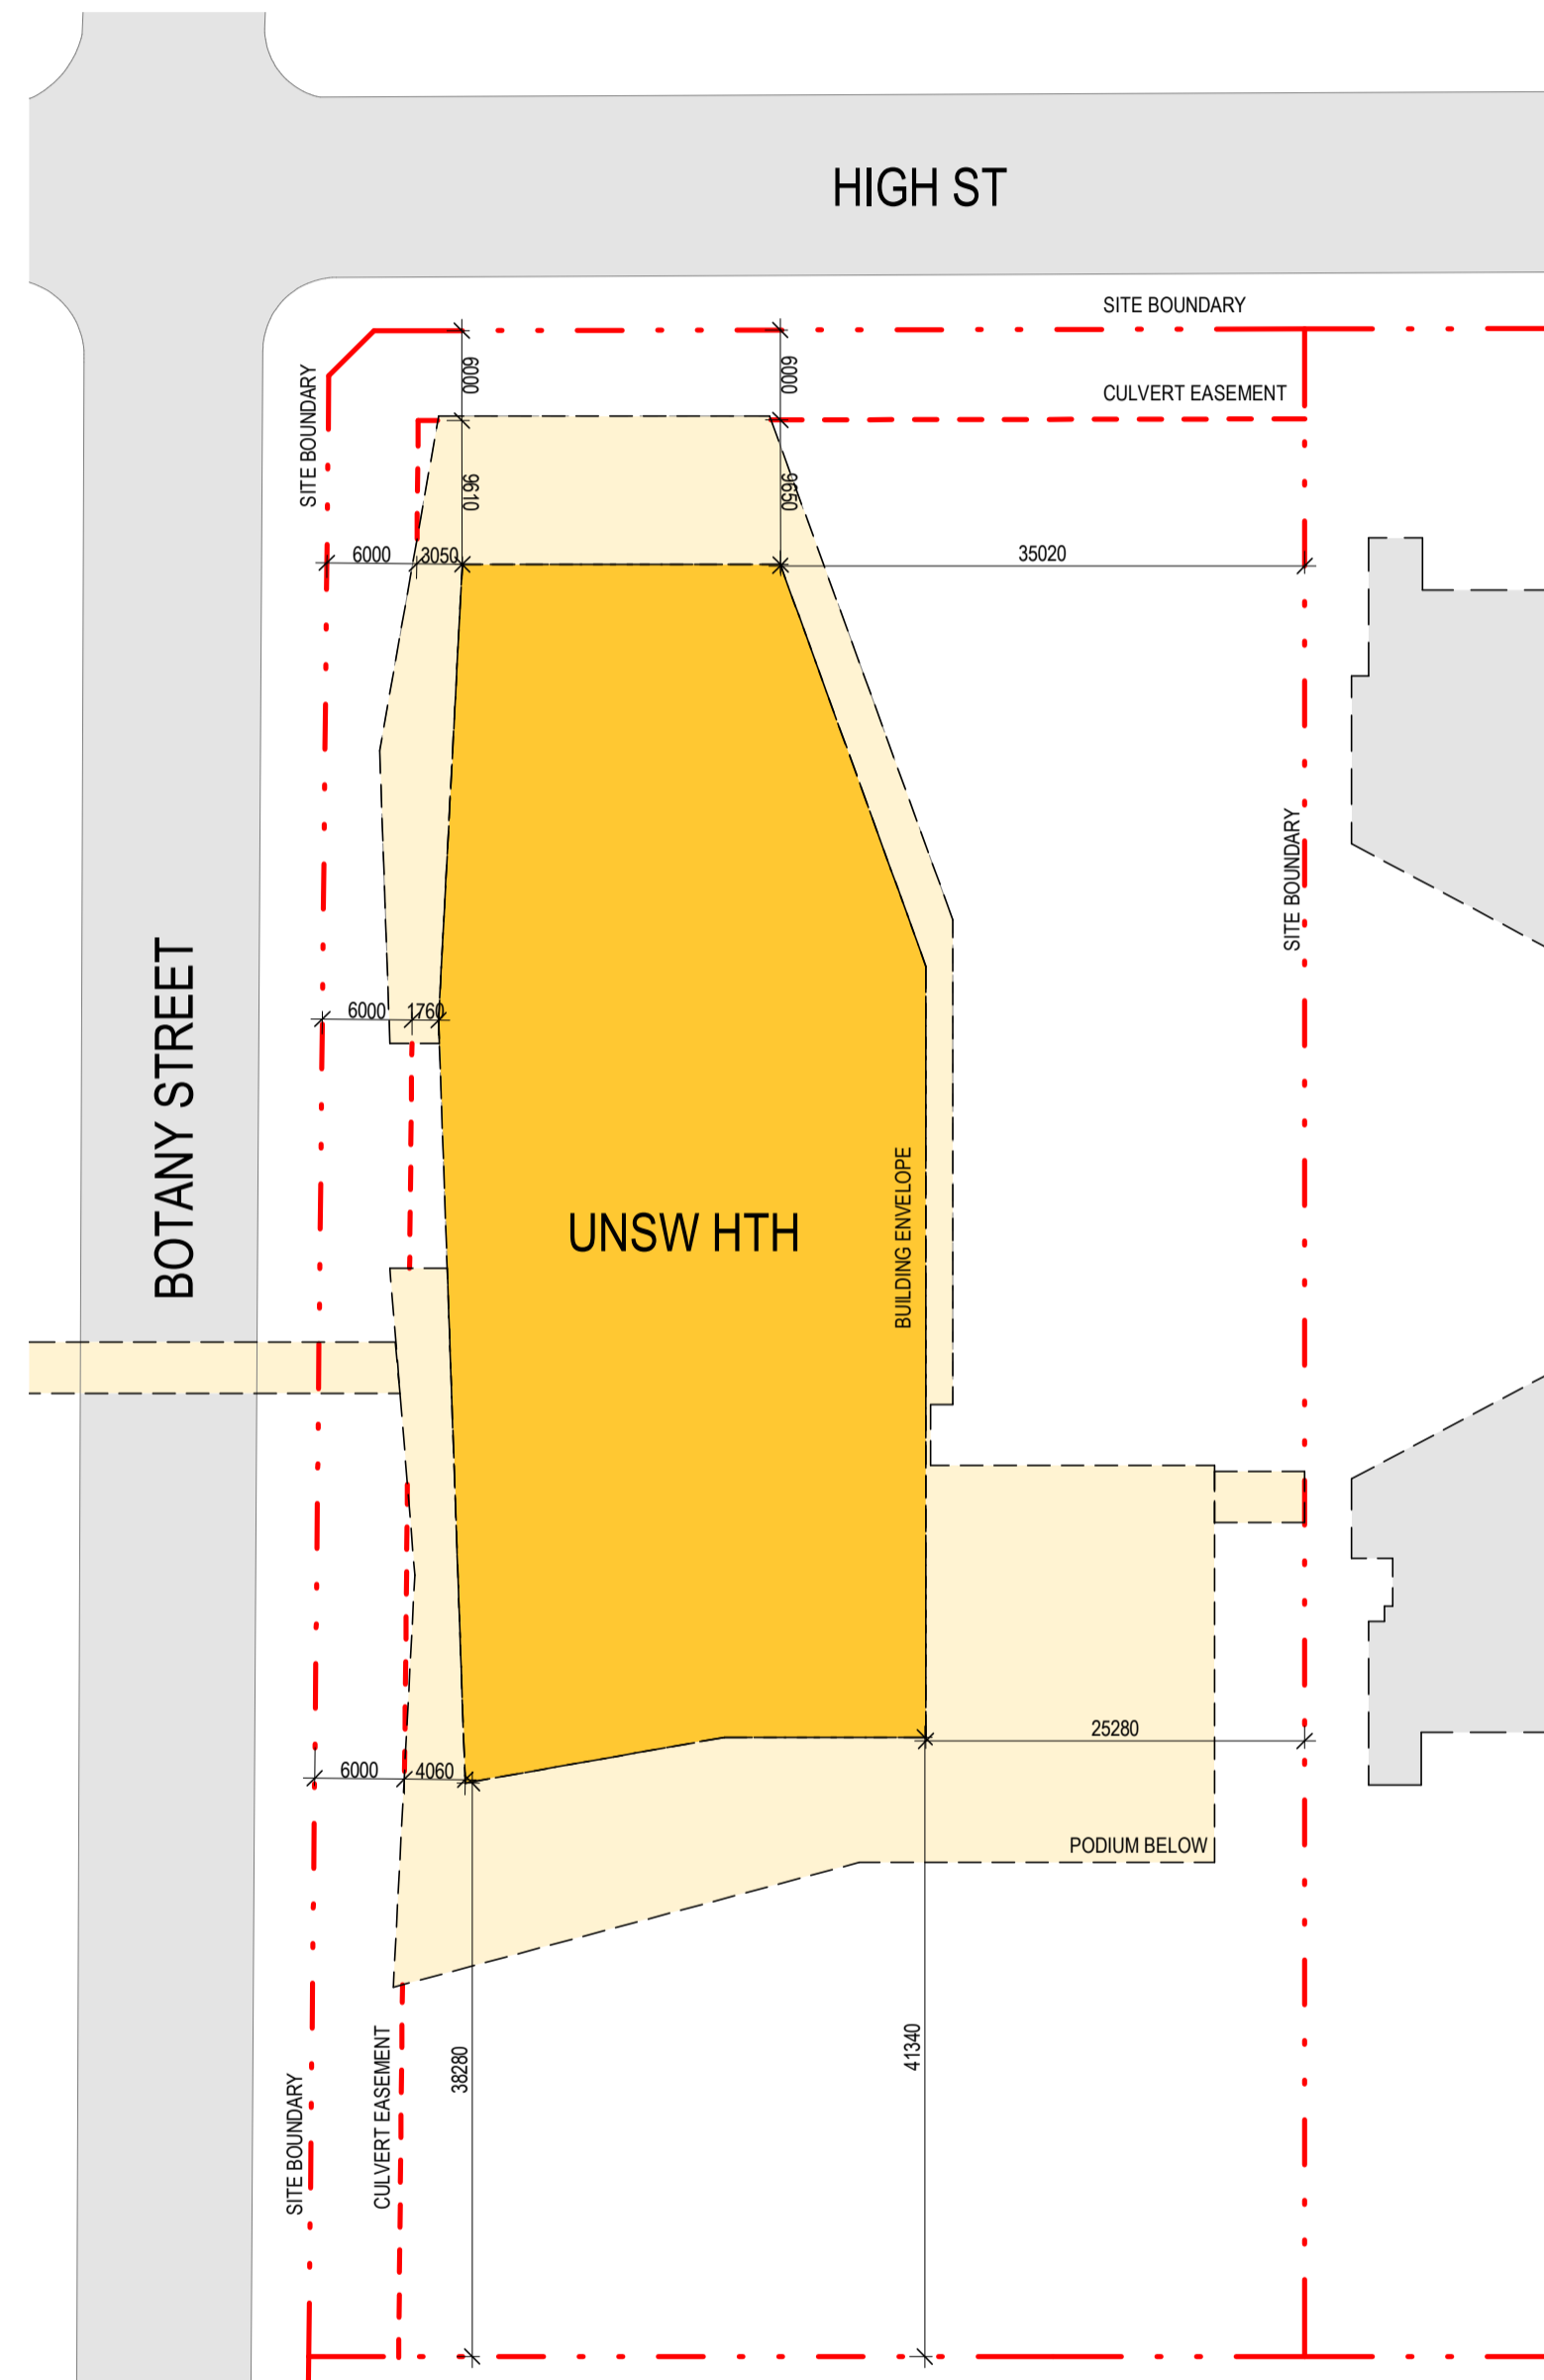 HIGH ST
SITE BOUNDARY
6000
6000
CULVERT EASEMENT
SITE BOUNDARY
9610
9650
6000
3050
35020
SITE BOUNDARY
6000
1760
BOTANY STREET
UNSW HTH
BUILDING ENVELOPE
25280
6000
4060
PODIUM BELOW
38280
41340
SITE BOUNDARY
CULVERT EASEMENT